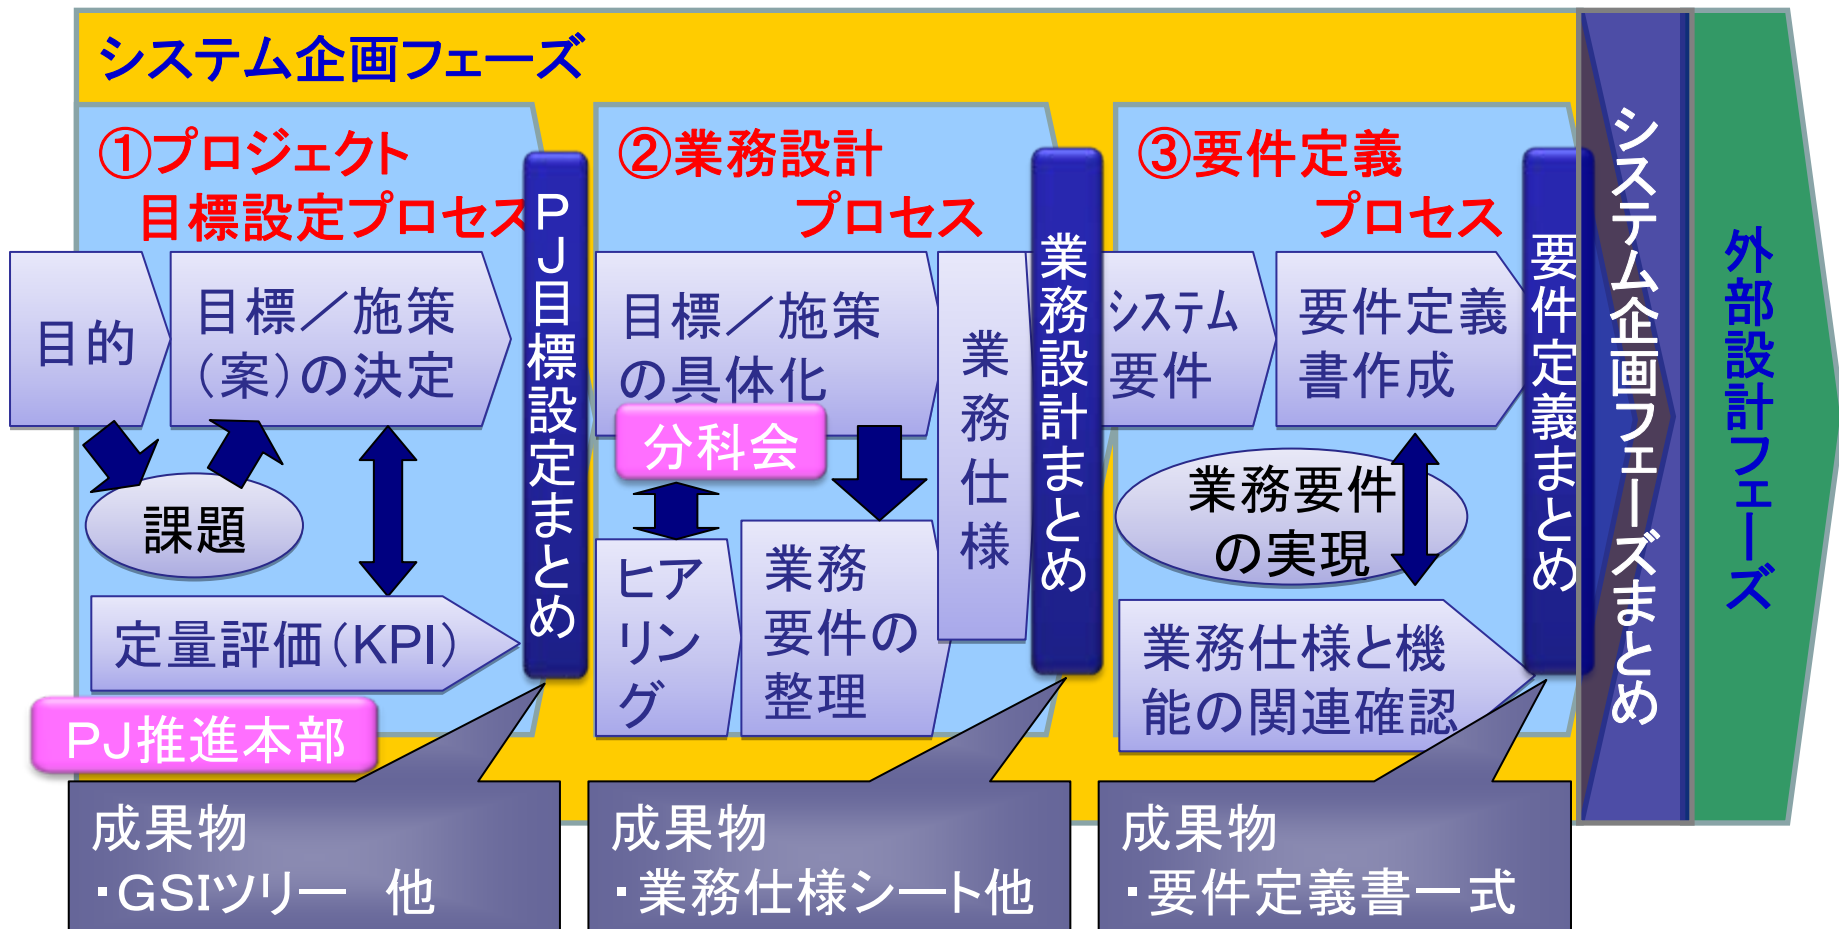 システム企画フェーズ
①プロジェクト
目標設定プロセス
目的
目標／施策
（案）の決定
課題
定量評価（KPI）
PJ推進本部
PJ目標設定まとめ
成果物
・GSIツリー　他
②業務設計
プロセス
目標／施策
の具体化
分科会
ヒア
リン
グ
業務
要件の
整理
業務仕様
業務設計まとめ
成果物
・業務仕様シート他
③要件定義
プロセス
システム
要件
要件定義
書作成
業務要件
の実現
業務仕様と機
能の関連確認
要件定義まとめ
成果物
・要件定義書一式
システム企画フェーズまとめ
外部設計フェーズ